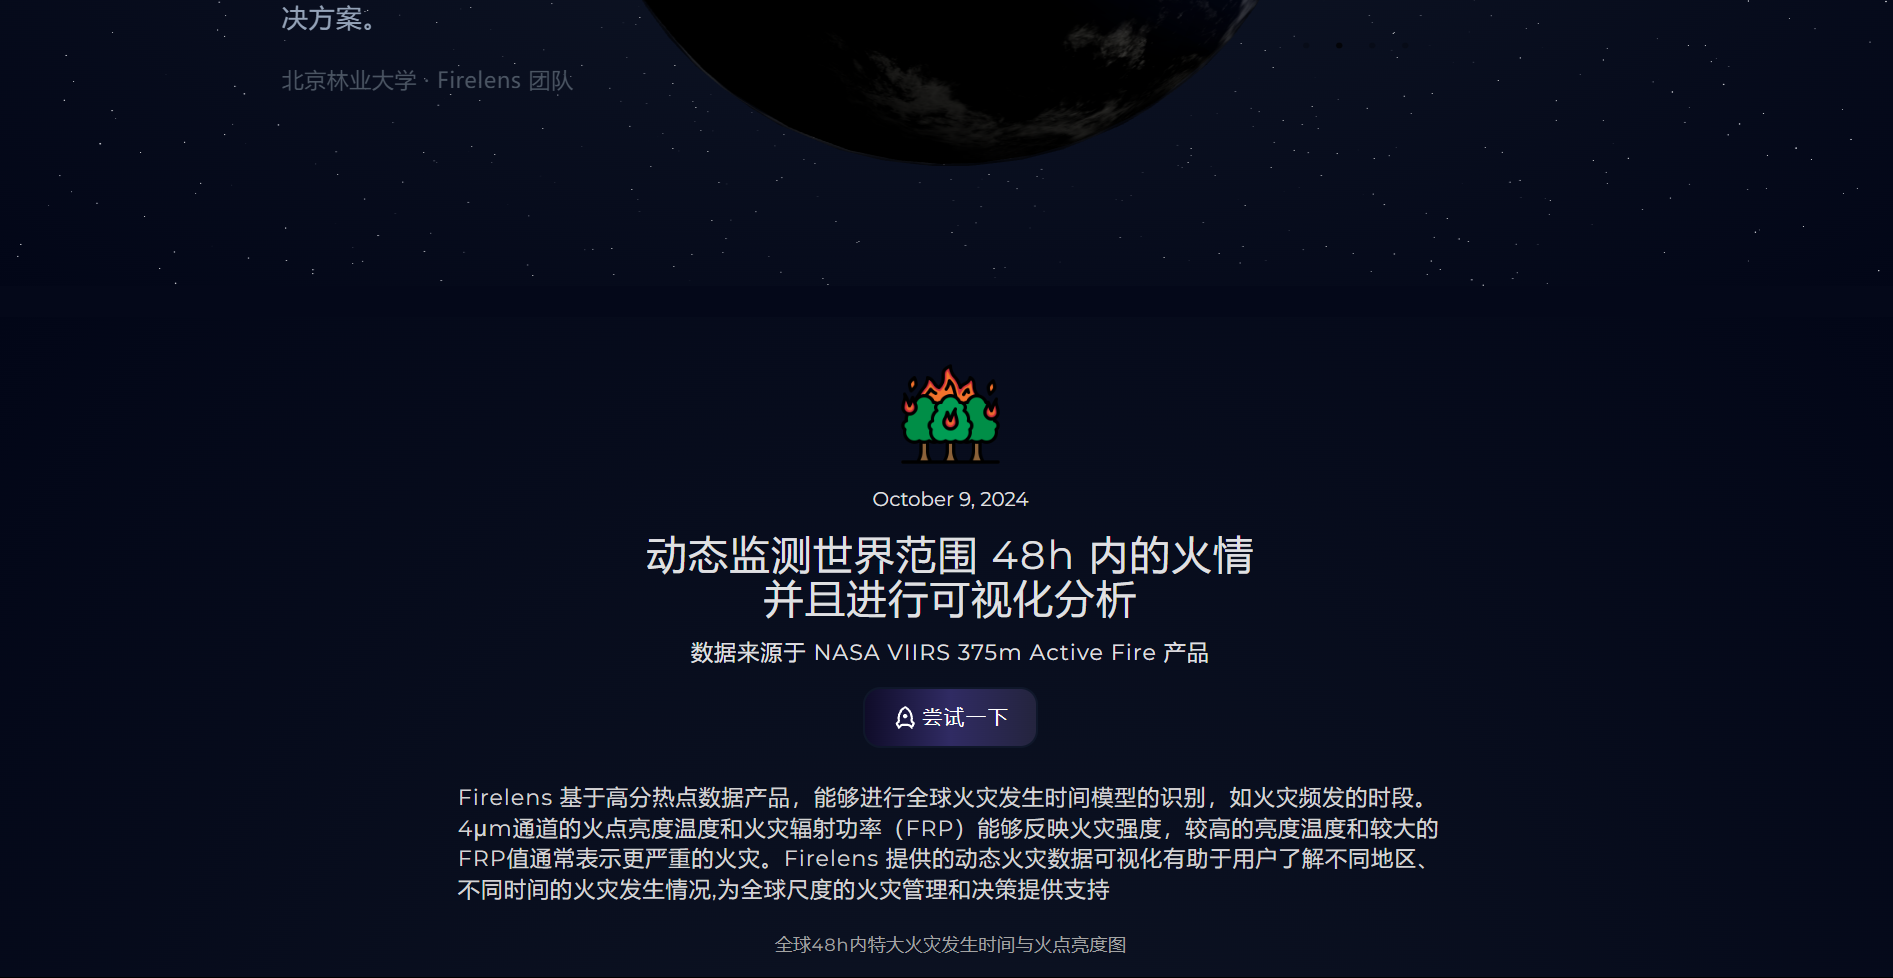 决方案。
北京林业大学 · Firelens 团队
October 9, 2024
动态监测世界范围 48h 内的火情
并且进行可视化分析
数据来源于 NASA VIIRS 375m Active Fire 产品
尝试一下
Firelens 基于高分热点数据产品，能够进行全球火灾发生时间模型的识别，如火灾频发的时段。
4μm通道的火点亮度温度和火灾辐射功率（FRP）能够反映火灾强度，较高的亮度温度和较大的
FRP值通常表示更严重的火灾。Firelens 提供的动态火灾数据可视化有助于用户了解不同地区、
不同时间的火灾发生情况,为全球尺度的火灾管理和决策提供支持
全球48h内特大火灾发生时间与火点亮度图